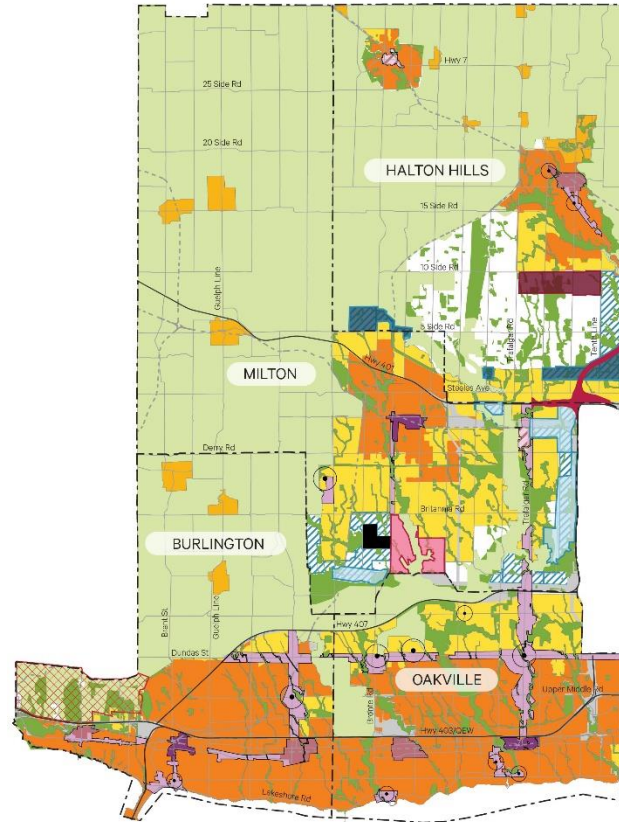 Hwy 7
25 Side Rd
20 Side Rd
HALTON HILLS
15 Side Rd
10 Side Rd
Guelph Line
Trafalgar Rd
Tenth Line
5 Side Rd
Hwy 401
MILTON
Steeles Ave
Derry Rd
Britannia Rd
Trafalgar Rd
BURLINGTON
Brant St
Guelph Line
Hwy 407
Dundas St
OAKVILLE
Bronte Rd
Upper Middle Rd
Hwy 403/QEW
Lakeshore Rd